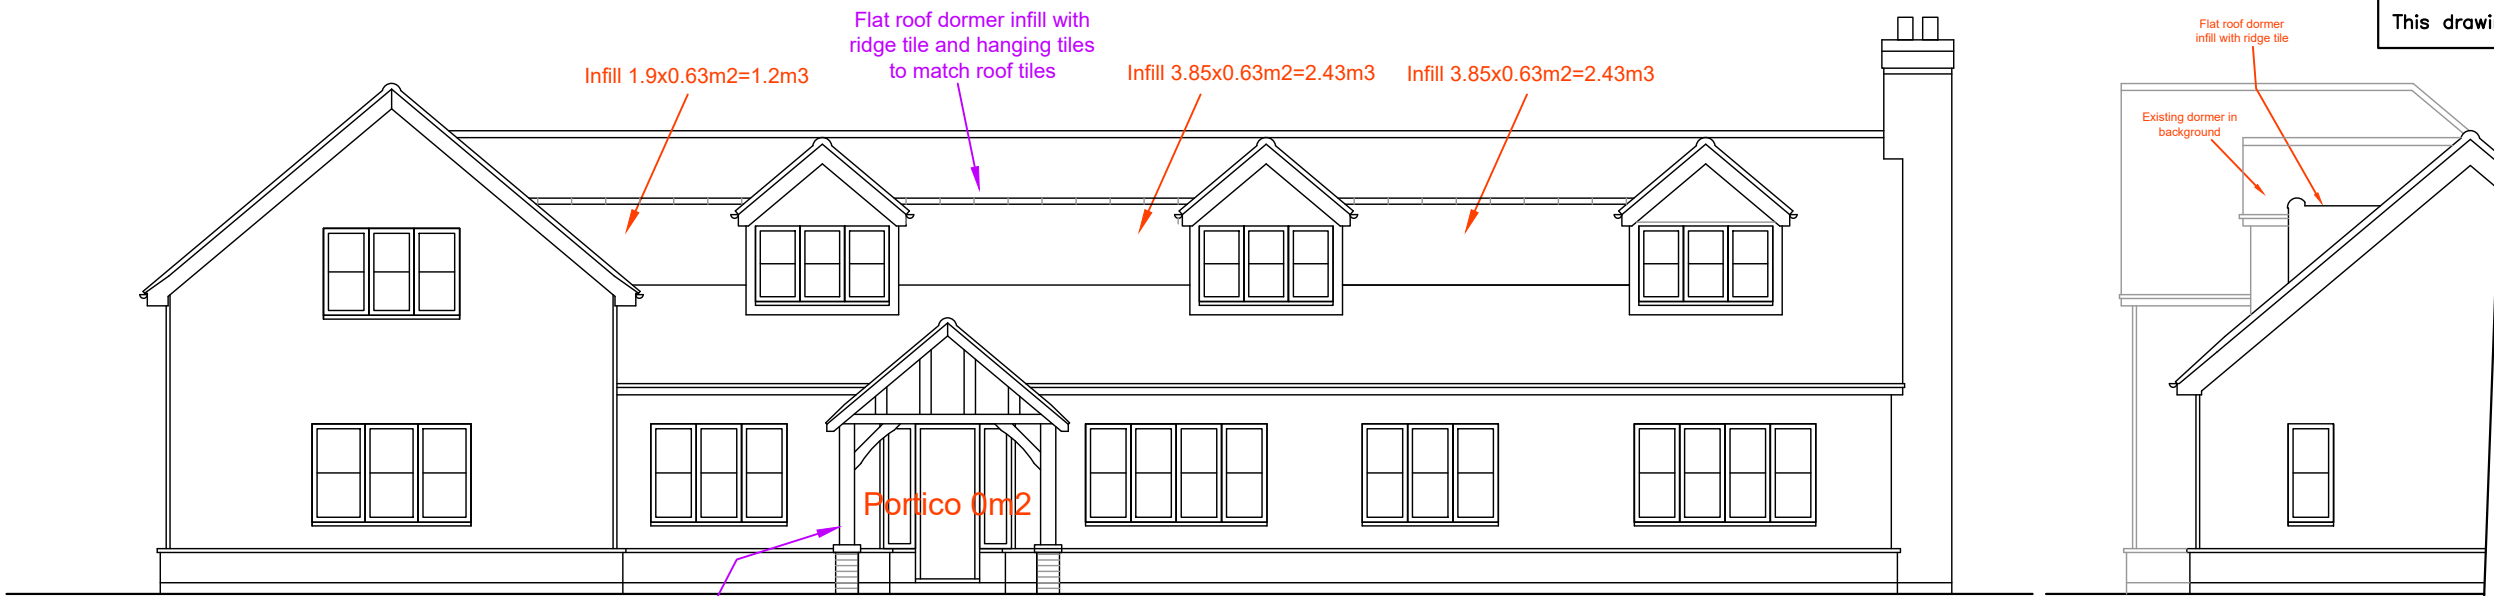 Flat roof dormer infill with
ridge tile and hanging tiles
to match roof tiles
Infill 1.9x0.63m2=1.2m3
Infill 3.85x0.63m2=2.43m3
Infill 3.85x0.63m2=2.43m3
Portico 0m2
Flat roof dormer
infill with ridge tile
Existing dormer in
background
This drawi